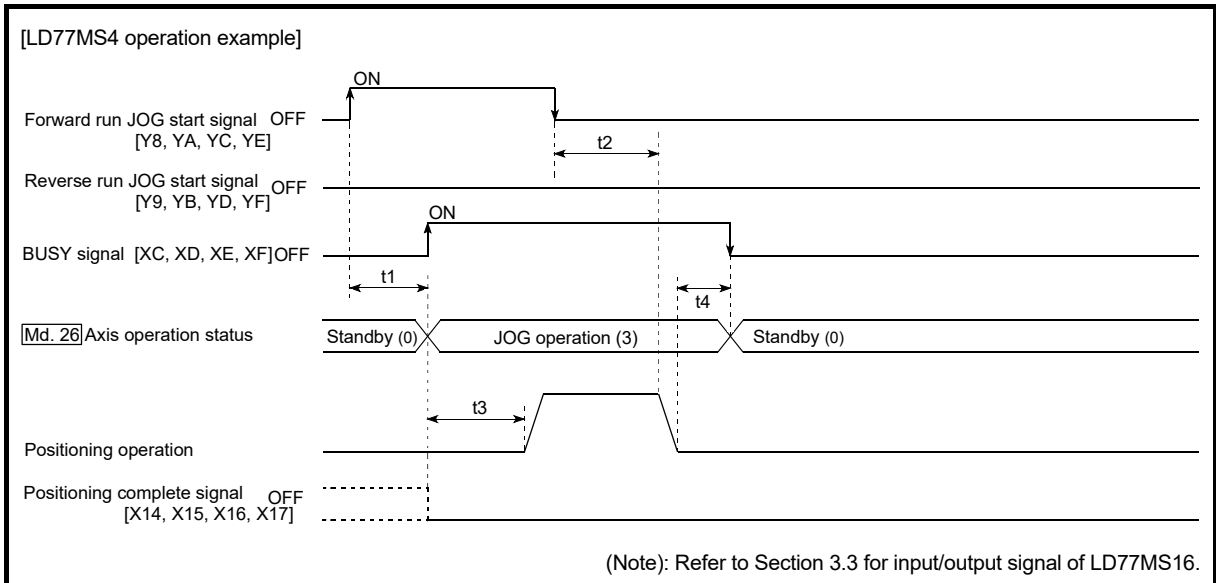 [LD77MS4 operation example]
ON
Forward run JOG start signal OFF
[Y8, YA, YC, YE]
t2
Reverse run JOG start signal OFF
[Y9, YB, YD, YF]
ON
BUSY signal [XC, XD, XE, XF]OFF
t1
t4
Md. 26 Axis operation status
Standby (0)
JOG operation (3)
Standby (0)
t3
Positioning operation
Positioning complete signal OFF
[X14, X15, X16, X17]
(Note): Refer to Section 3.3 for input/output signal of LD77MS16.